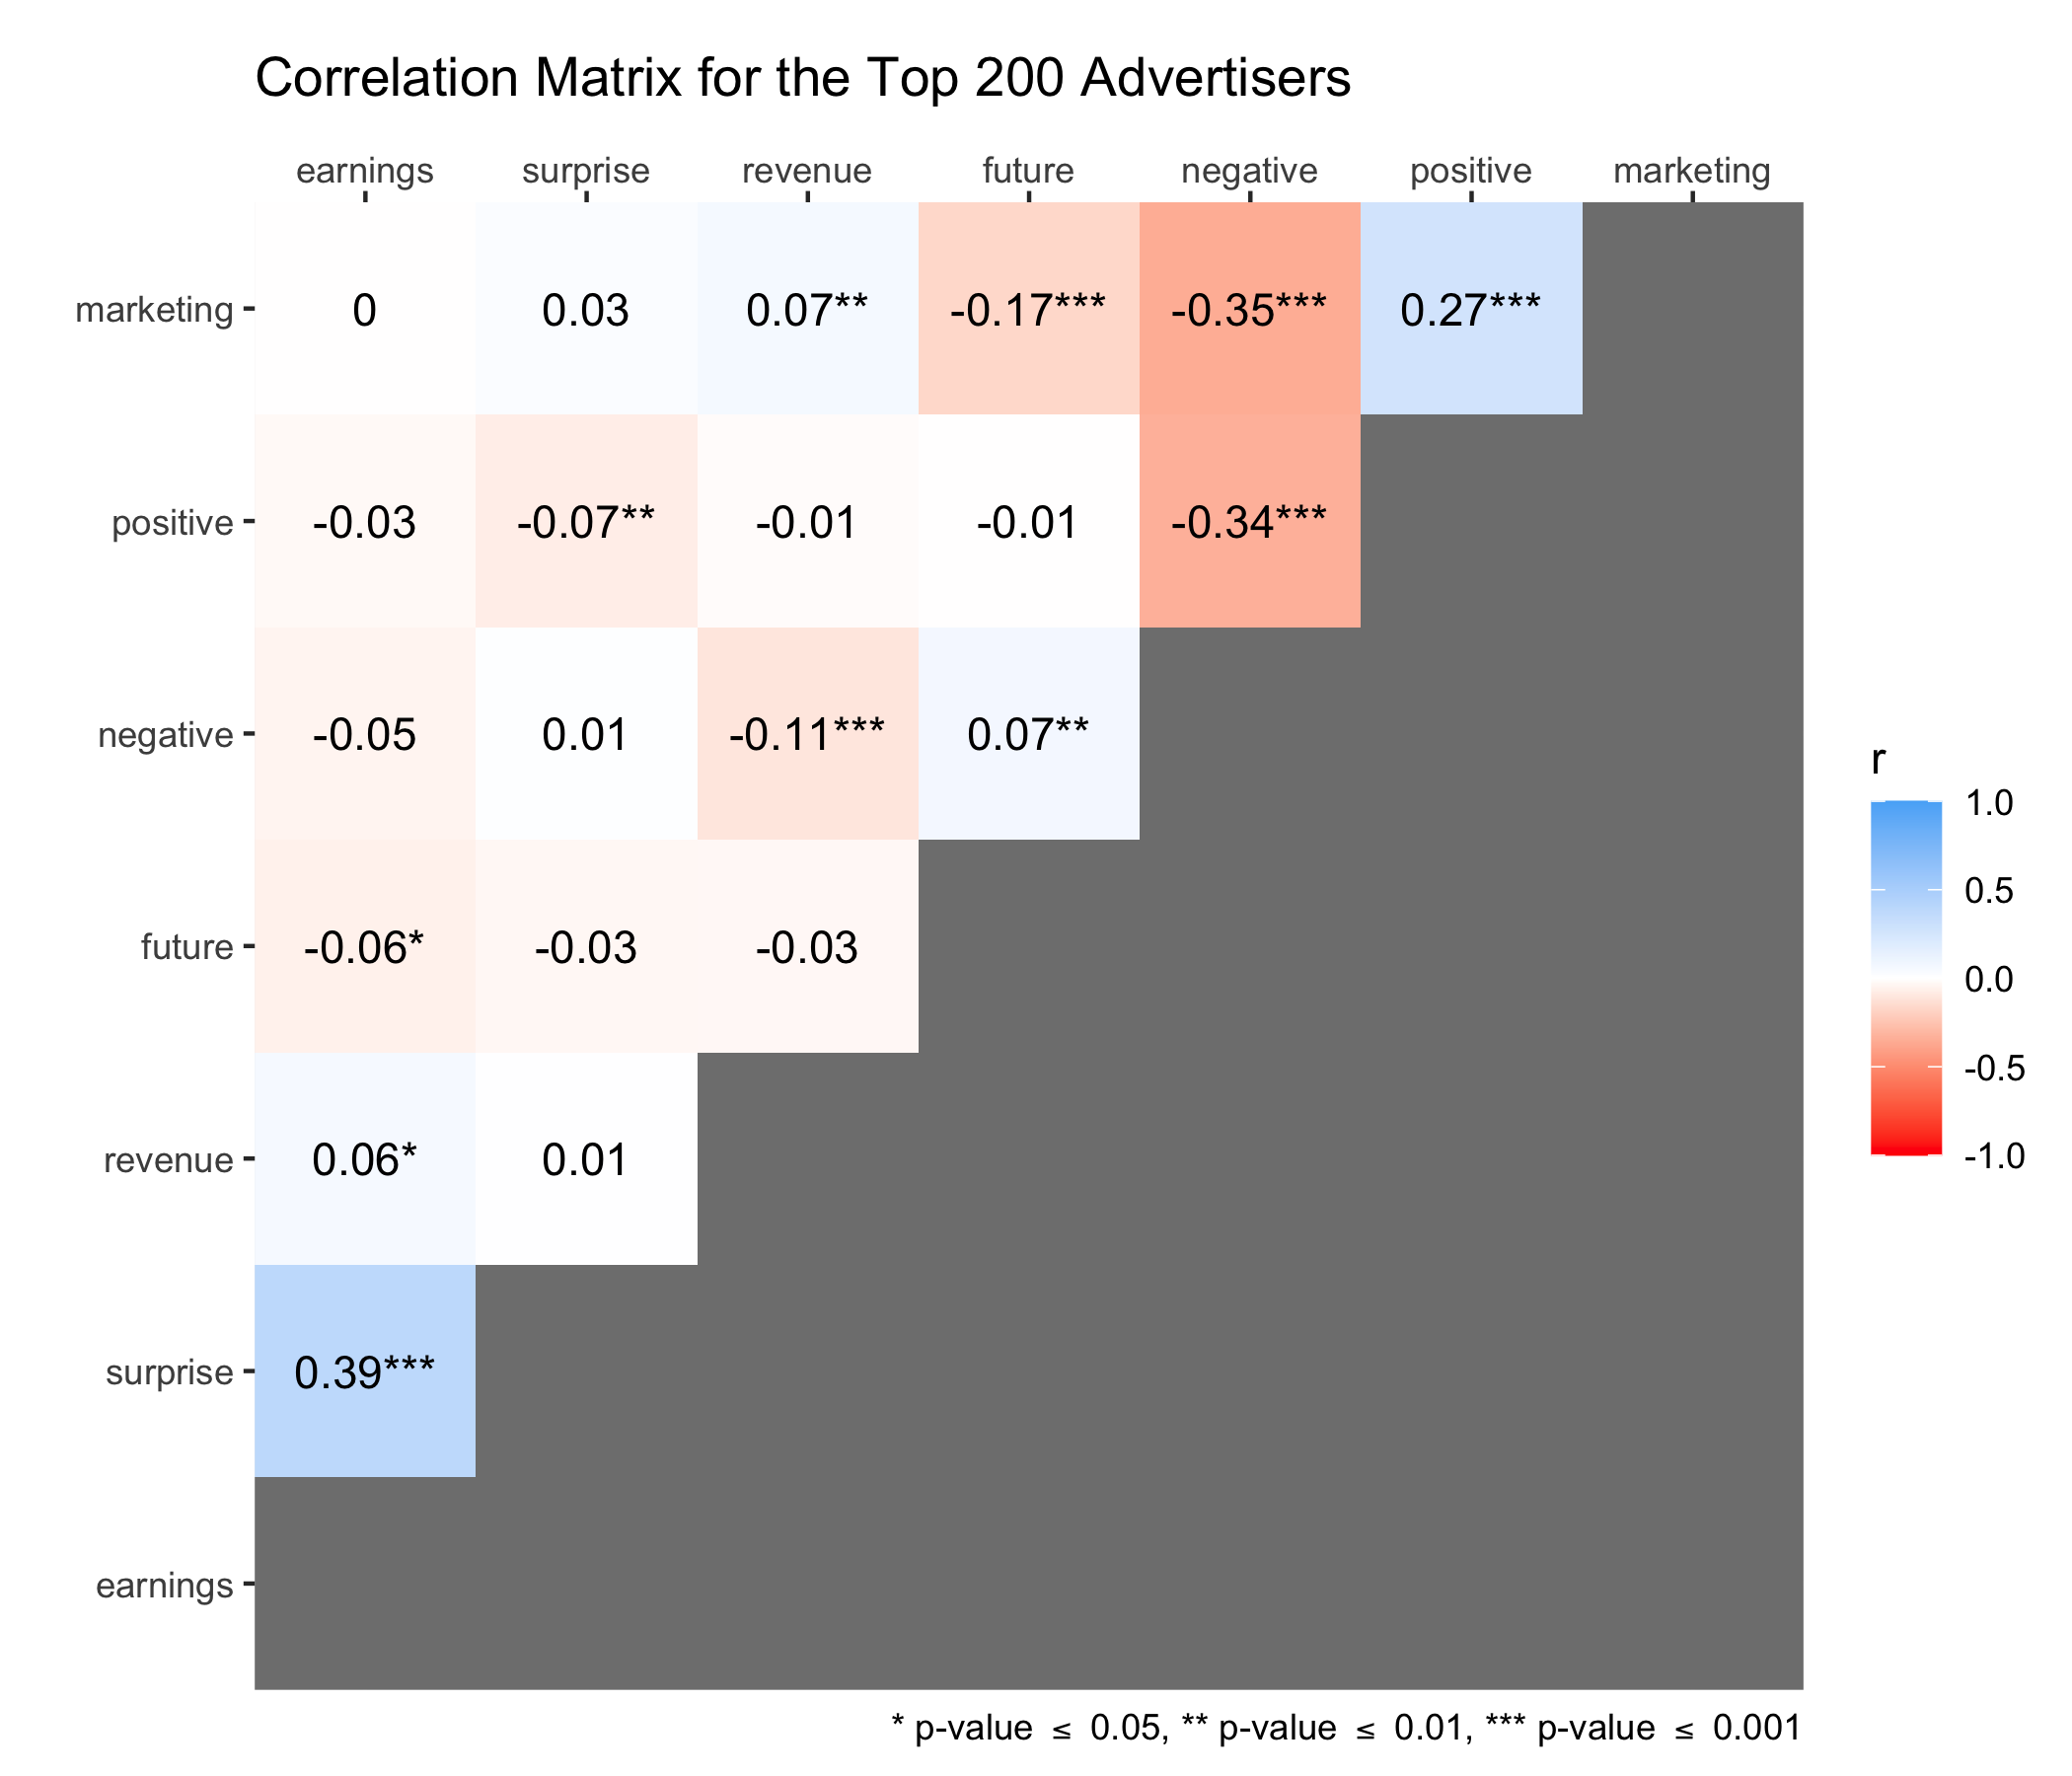 Correlation Matrix for the Top 200 Advertisers
earnings surprise revenue future negative positive marketing
marketing 0 0.03 0.07** -0.17*** -0.35*** 0.27***
positive -0.03 -0.07** -0.01 -0.01 -0.34***
negative -0.05 0.01 -0.11*** 0.07**
future -0.06* -0.03 -0.03
revenue 0.06* 0.01
surprise 0.39***
earnings
r
1.0
0.5
0.0
-0.5
-1.0
* p-value ≤ 0.05, ** p-value ≤ 0.01, *** p-value ≤ 0.001